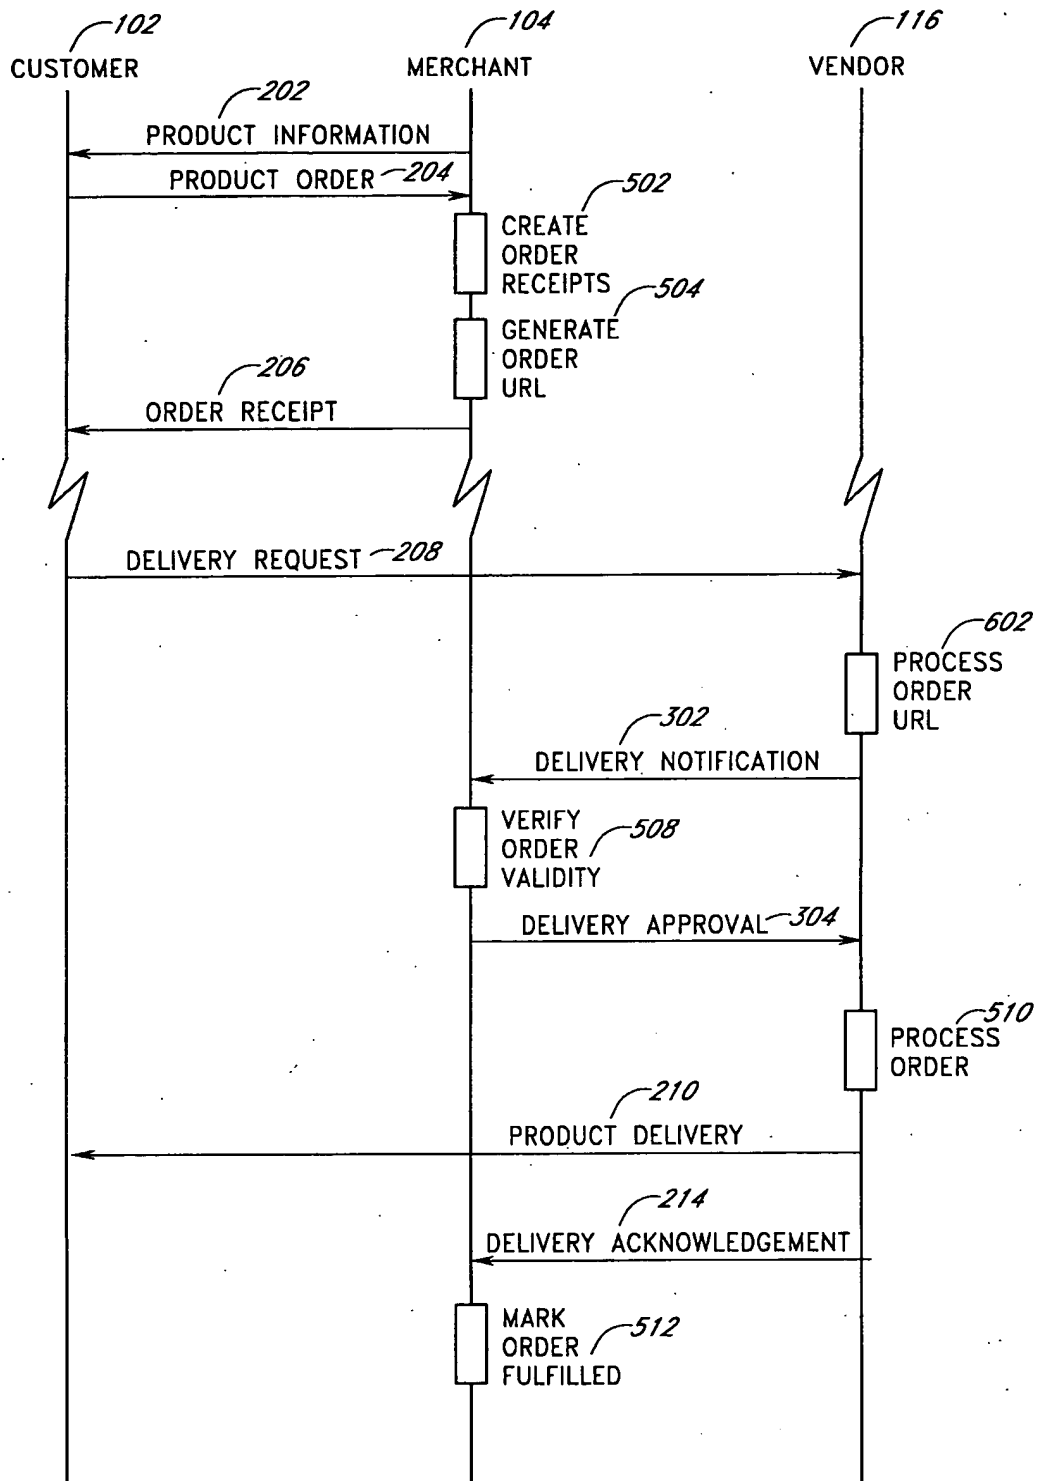 102
104
116
CUSTOMER
MERCHANT
VENDOR
202
PRODUCT INFORMATION
PRODUCT ORDER 204
502
CREATE
ORDER
RECEIPTS
504
GENERATE
ORDER
URL
206
ORDER RECEIPT
DELIVERY REQUEST 208
602
PROCESS
ORDER
URL
302
DELIVERY NOTIFICATION
VERIFY
ORDER 508
VALIDITY
DELIVERY APPROVAL 304
510
PROCESS
ORDER
210
PRODUCT DELIVERY
214
DELIVERY ACKNOWLEDGEMENT
MARK
ORDER 512
FULFILLED